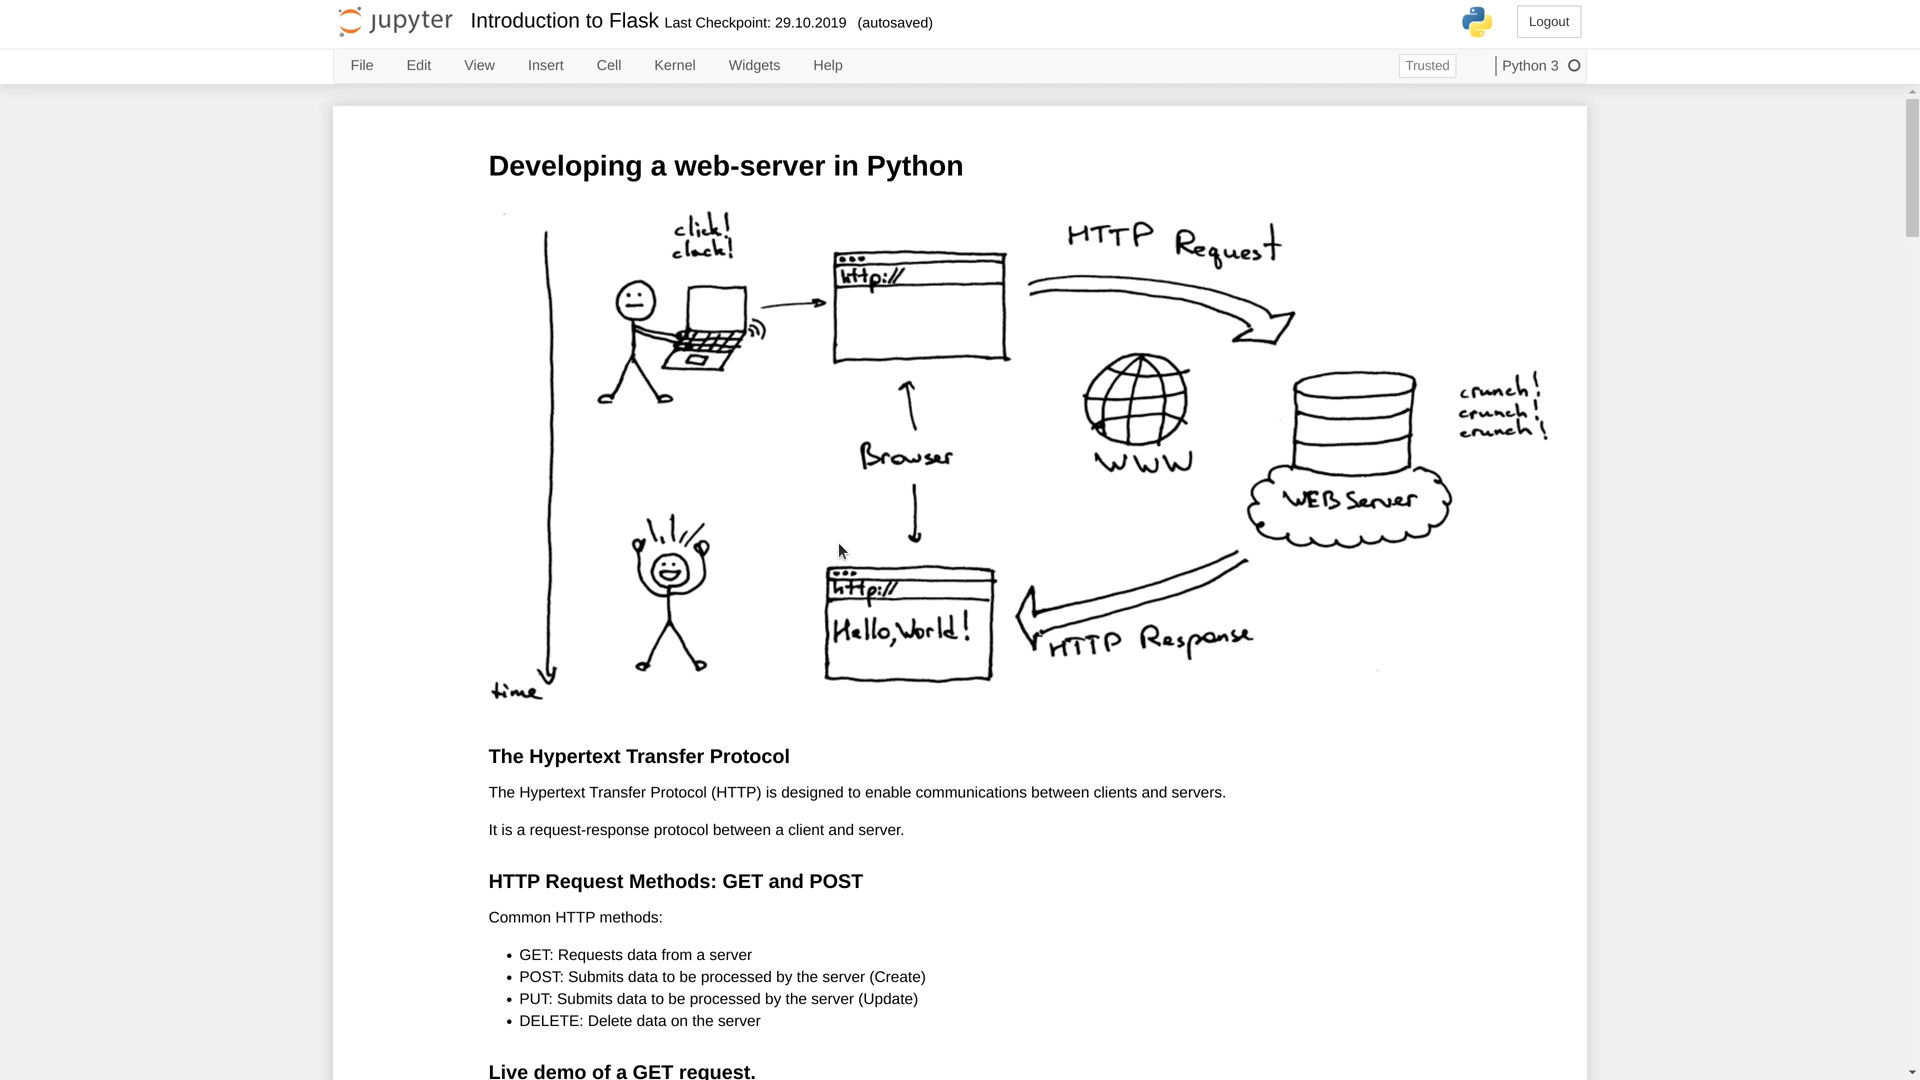 jupyter Introduction to Flask Last Checkpoint: 29.10.2019 (autosaved) Logout
File Edit View Insert Cell Kernel Widgets Help Trusted Python 3
Developing a web-server in Python
click!
clack!
HTTP Request
http://
crunch!
crunch!
crunch!
Browser
WWW
WEB Server
http://
Hello, World!
HTTP Response
time
The Hypertext Transfer Protocol
The Hypertext Transfer Protocol (HTTP) is designed to enable communications between clients and servers.
It is a request-response protocol between a client and server.
HTTP Request Methods: GET and POST
Common HTTP methods:
• GET: Requests data from a server
• POST: Submits data to be processed by the server (Create)
• PUT: Submits data to be processed by the server (Update)
• DELETE: Delete data on the server
Live demo of a GET request.